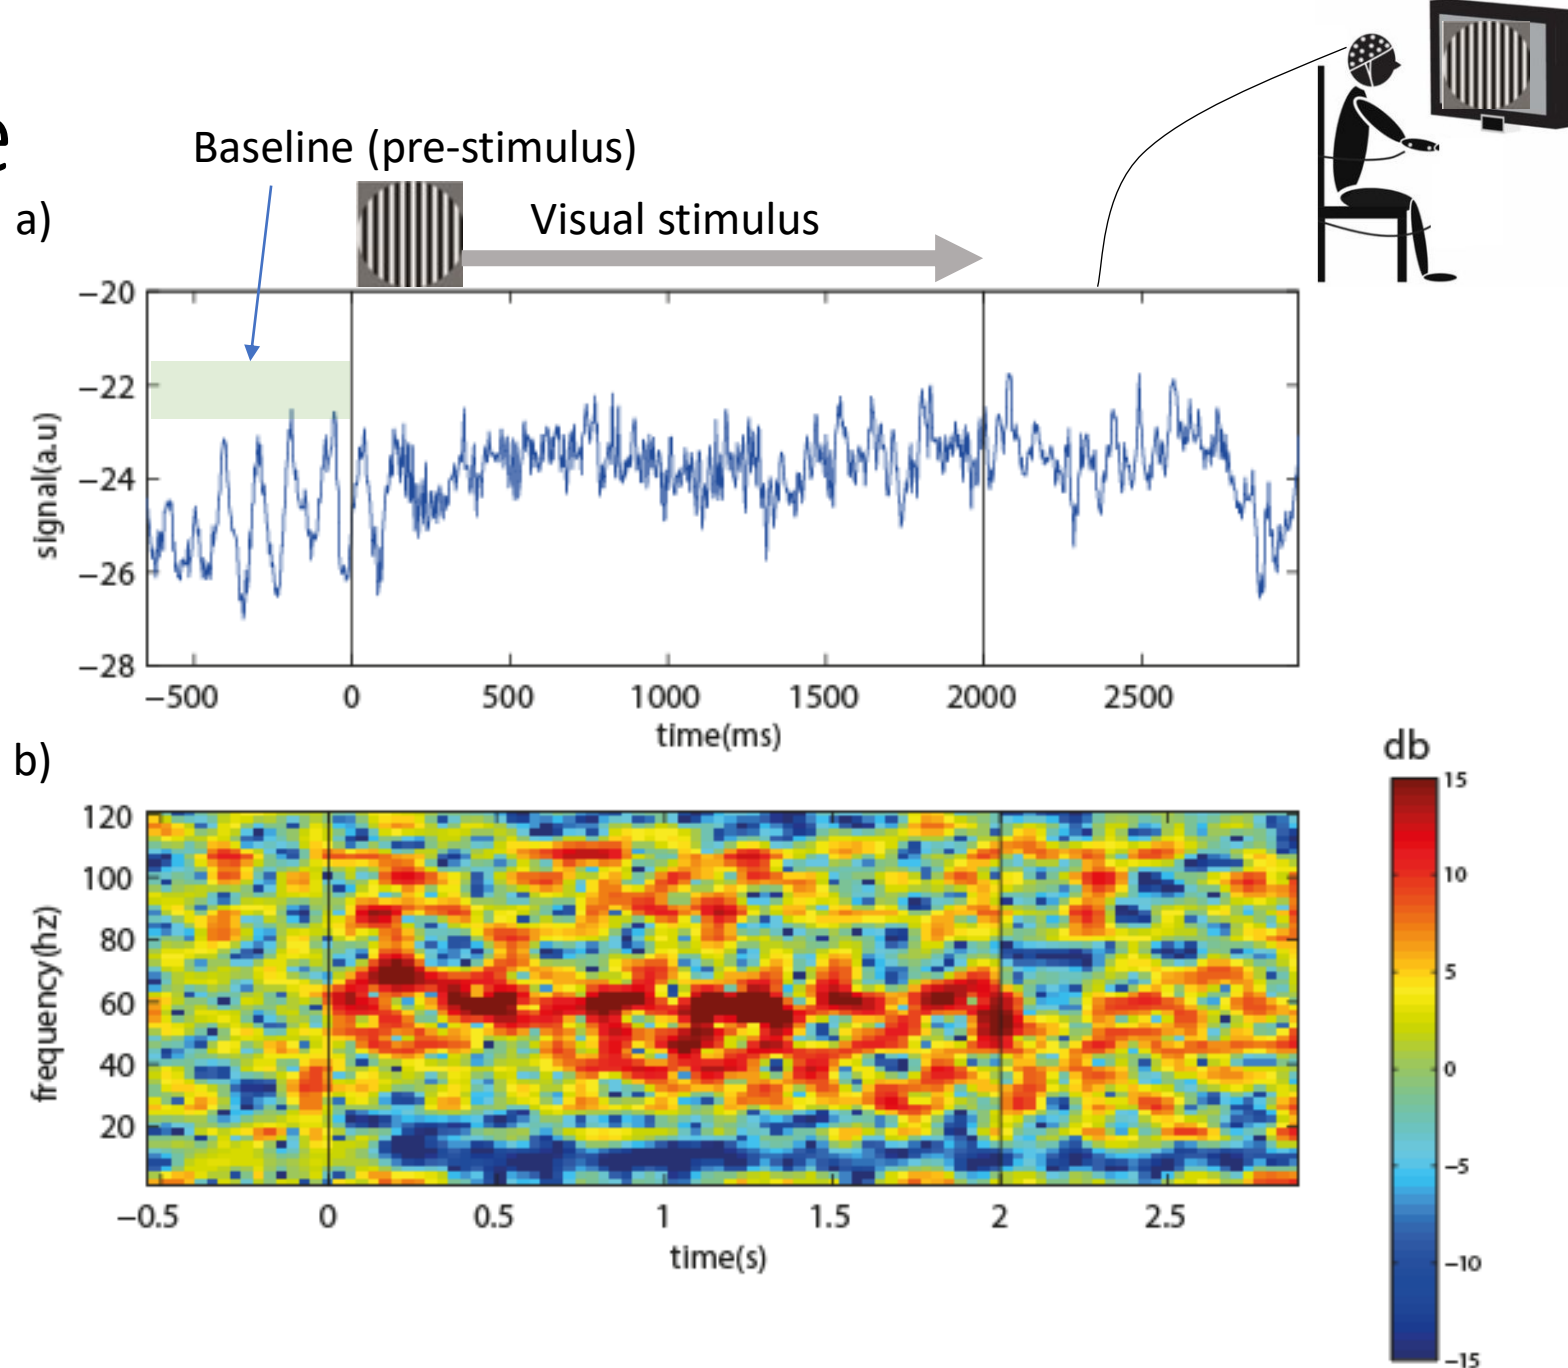 e
Baseline (pre-stimulus)
a)
Visual stimulus
−20
−22
−24
−26
−28
signal(a.u)
−500 0 500 1000 1500 2000 2500
time(ms)
b)
db
120
100
80
60
40
20
frequency(hz)
−0.5 0 0.5 1 1.5 2 2.5
time(s)
15
10
5
0
−5
−10
−15